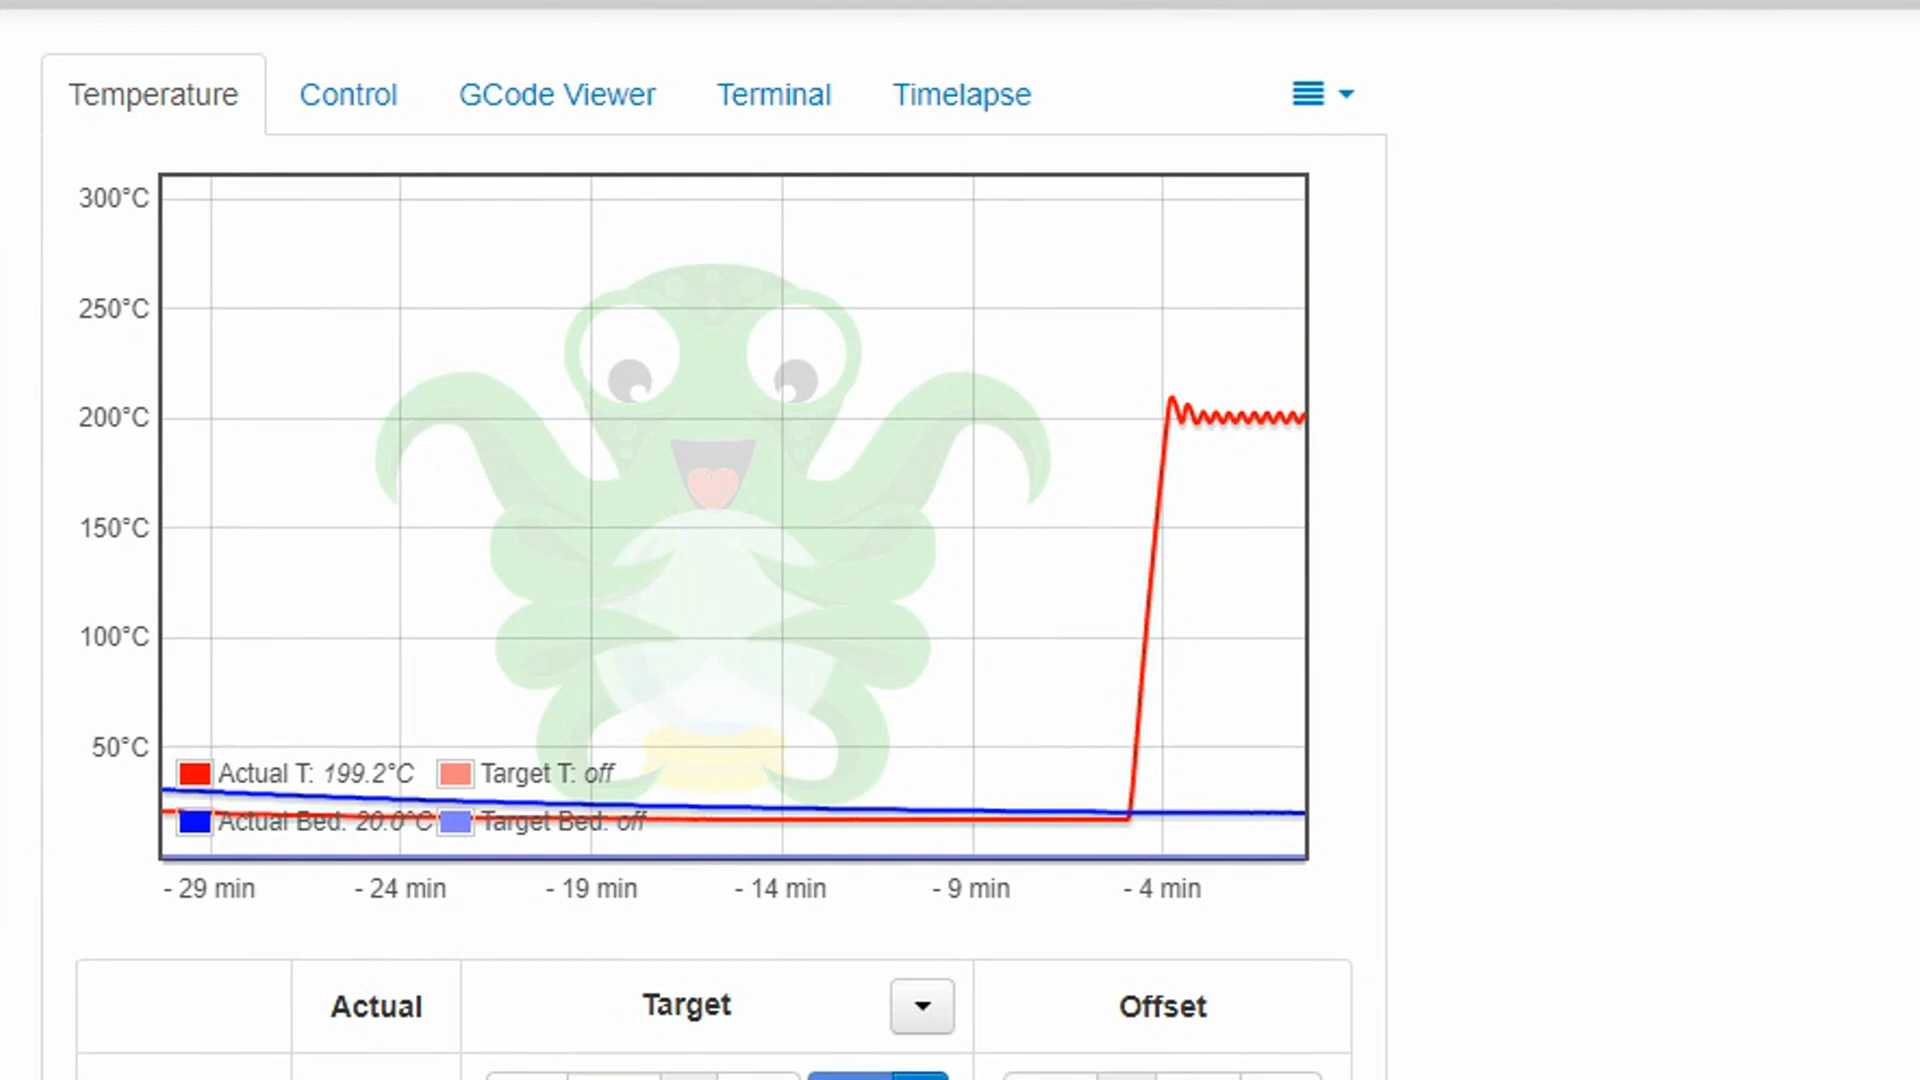 Temperature Control GCode Viewer Terminal Timelapse
300°C
250°C
200°C
150°C
100°C
50°C
Actual T: 199.2°C Target T: off
Actual Bed: 20.0°C Target Bed: off
- 29 min - 24 min - 19 min - 14 min - 9 min - 4 min
Actual Target Offset